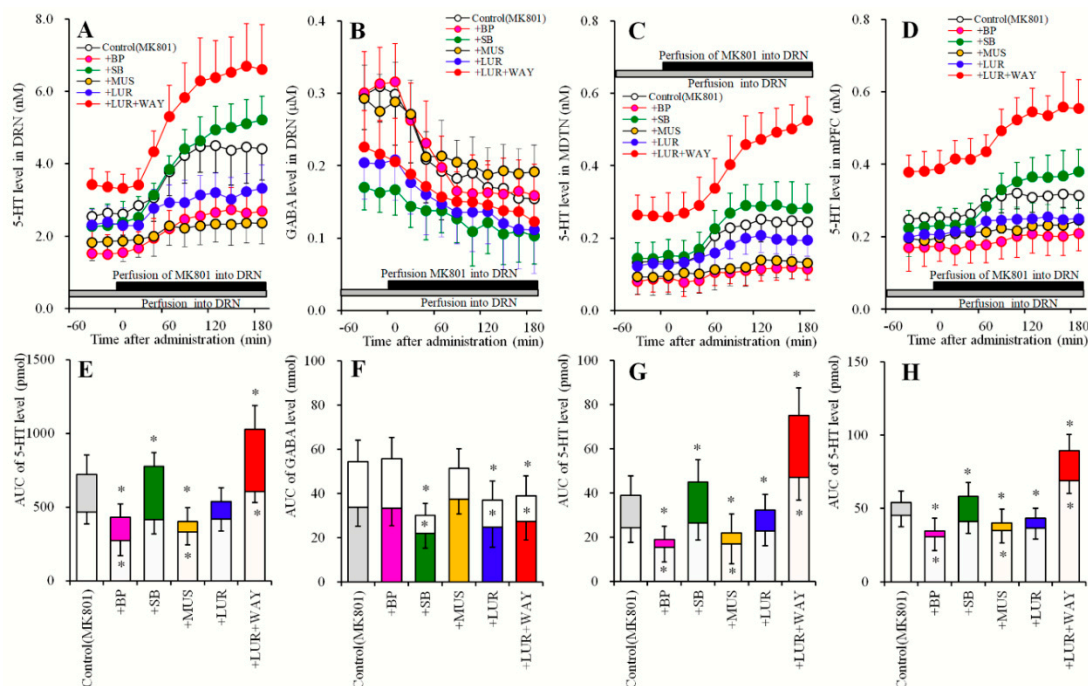 A
8.0
6.0
4.0
2.0
0.0
5-HT level in DRN (nM)
Control(MK801)
+BP
+SB
+MUS
+LUR
+LUR+WAY
Perfusion of MK801 into DRN
Perfusion into DRN
-60 0 60 120 180
Time after administration (min)
B
0.4
0.3
0.2
0.1
0.0
GABA level in DRN (μM)
Control(MK801)
+BP
+SB
+MUS
+LUR
+LUR+WAY
Perfusion MK801 into DRN
Perfusion into DRN
-60 0 60 120 180
Time after administration (min)
C
0.8
0.6
0.4
0.2
0.0
5-HT level in MDTN (nM)
Perfusion of MK801 into DRN
Perfusion into DRN
Control(MK801)
+BP
+SB
+MUS
+LUR
+LUR+WAY
-60 0 60 120 180
Time after administration (min)
D
0.8
0.6
0.4
0.2
0.0
5-HT level in mPFC (nM)
Control(MK801)
+BP
+SB
+MUS
+LUR
+LUR+WAY
Perfusion of MK801 into DRN
Perfusion into DRN
-60 0 60 120 180
Time after administration (min)
E
1500
1000
500
0
AUC of 5-HT level (pmol)
* * * * * *
* 
Control(MK801)
+BP
+SB
+MUS
+LUR
+LUR+WAY
F
100
80
60
40
20
0
AUC of GABA level (nmol)
* * *
* * *
Control(MK801)
+BP
+SB
+MUS
+LUR
+LUR+WAY
G
100
80
60
40
20
0
AUC of 5-HT level (pmol)
* * * * *
* * *
Control(MK801)
+BP
+SB
+MUS
+LUR
+LUR+WAY
H
150
100
50
0
AUC of 5-HT level (pmol)
* * * * *
* * *
Control(MK801)
+BP
+SB
+MUS
+LUR
+LUR+WAY